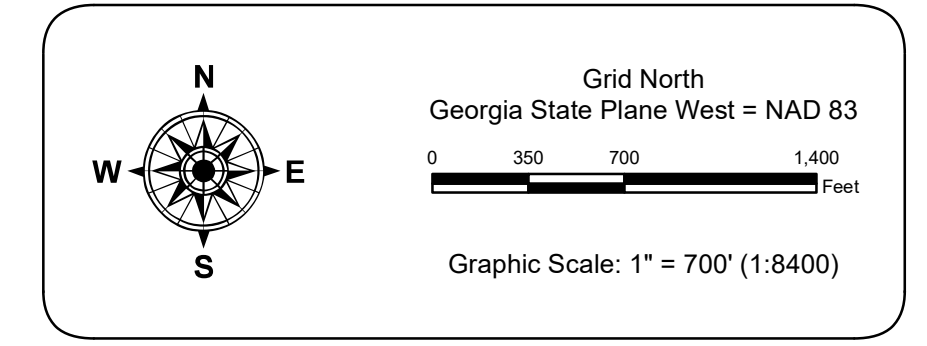 N
W E
S
Grid North
Georgia State Plane West = NAD 83
0 350 700 1,400
Feet
Graphic Scale: 1" = 700' (1:8400)